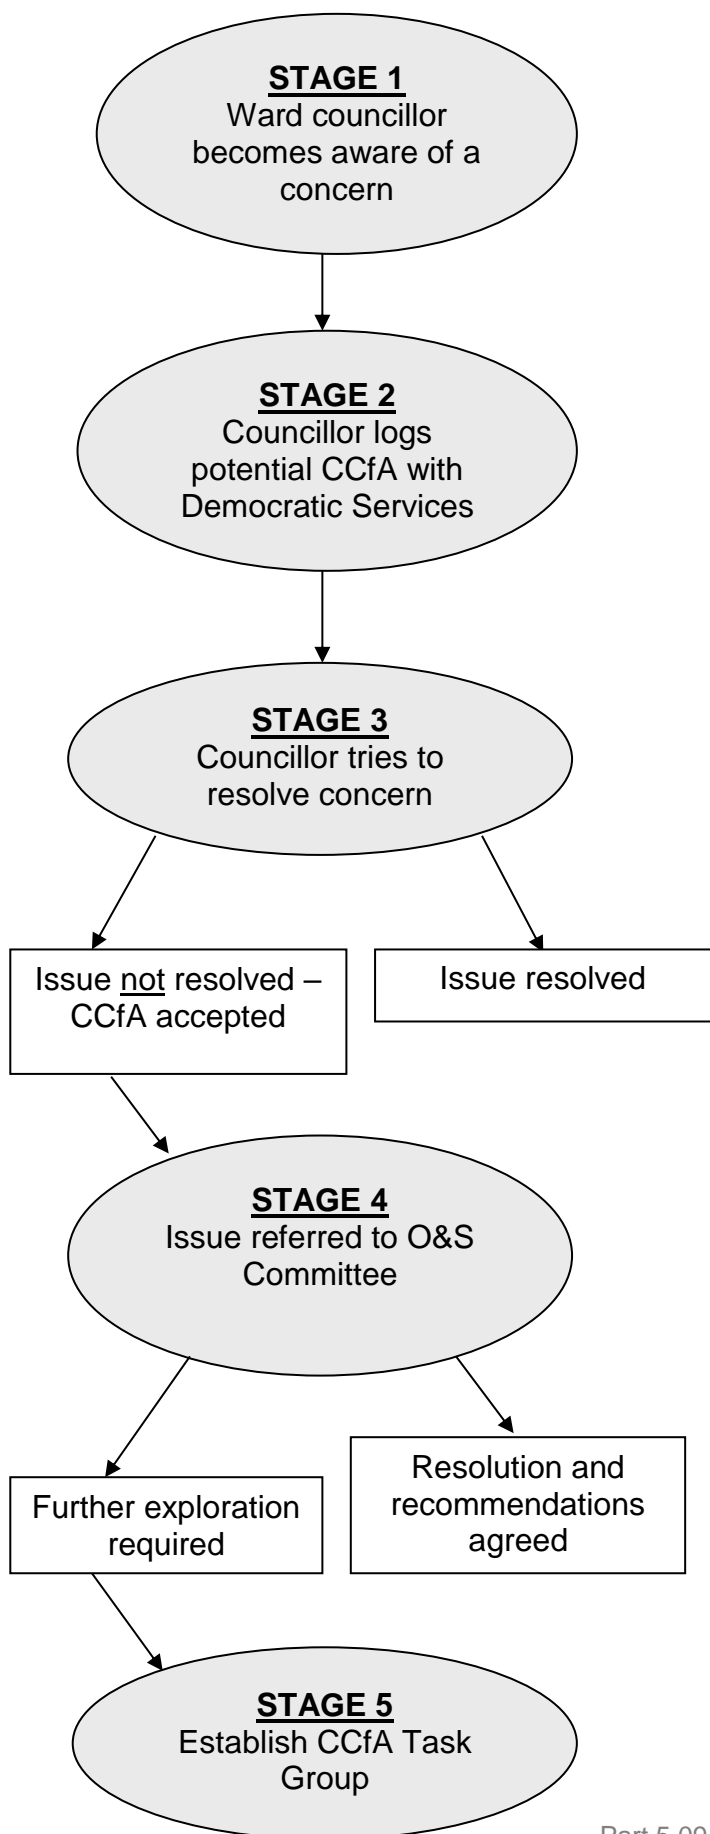 STAGE 1
Ward councillor
becomes aware of a
concern
STAGE 2
Councillor logs
potential CCfA with
Democratic Services
STAGE 3
Councillor tries to
resolve concern
Issue not resolved –
CCfA accepted
Issue resolved
STAGE 4
Issue referred to O&S
Committee
Resolution and
recommendations
agreed
Further exploration
required
STAGE 5
Establish CCfA Task
Group